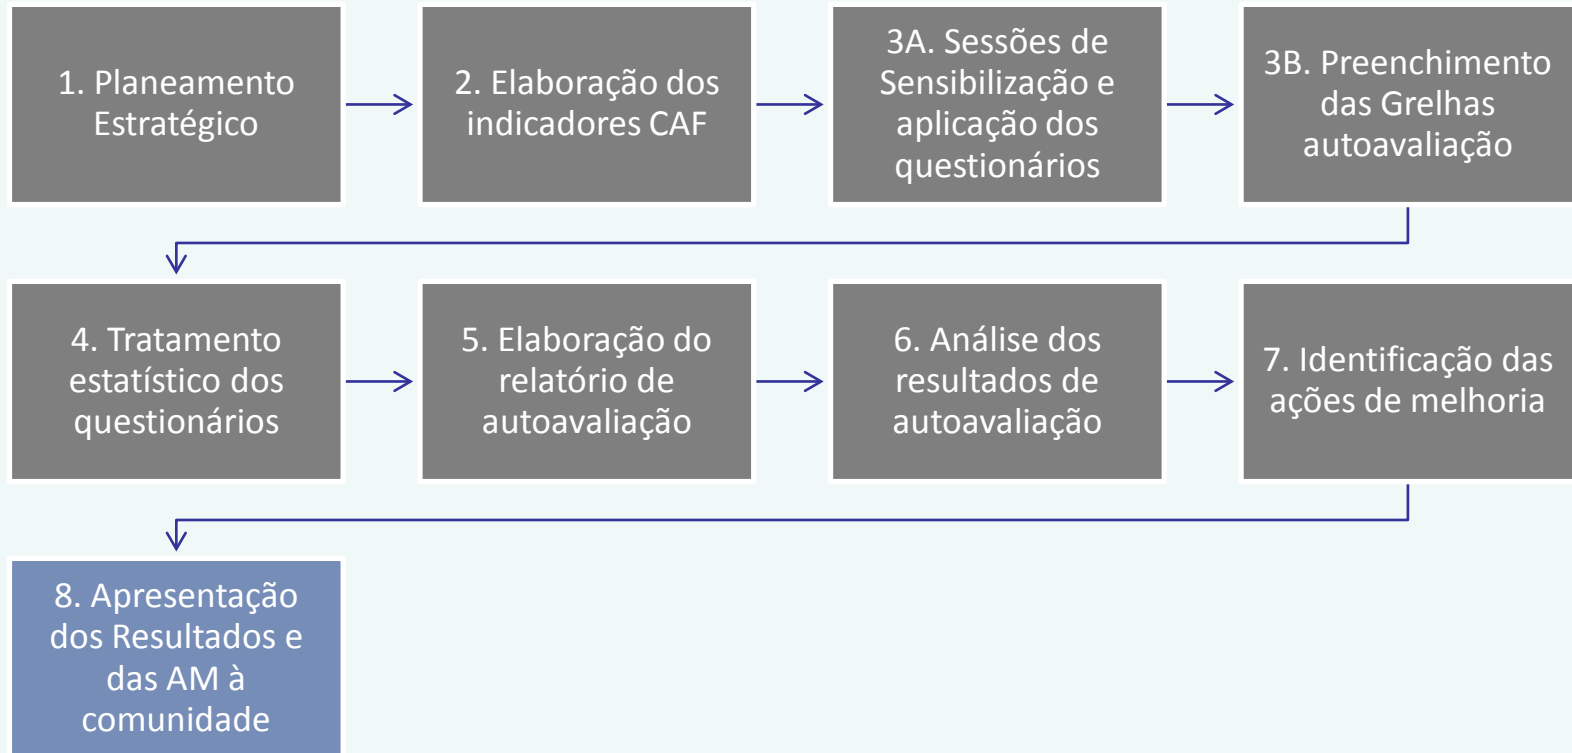 1. Planeamento
Estratégico
2. Elaboração dos
indicadores CAF
3A. Sessões de
Sensibilização e
aplicação dos
questionários
3B. Preenchimento
das Grelhas
autoavaliação
4. Tratamento
estatístico dos
questionários
5. Elaboração do
relatório de
autoavaliação
6. Análise dos
resultados de
autoavaliação
7. Identificação das
ações de melhoria
8. Apresentação
dos Resultados e
das AM à
comunidade